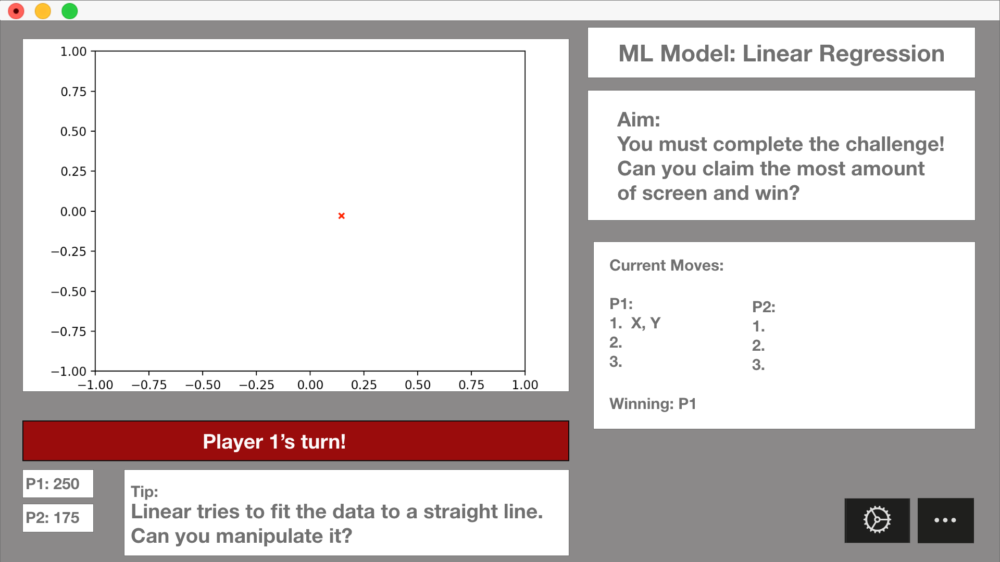 1.00
0.75
0.50
0.25
0.00
−0.25
−0.50
−0.75
−1.00
−1.00 −0.75 −0.50 −0.25 0.00 0.25 0.50 0.75 1.00
ML Model: Linear Regression
Aim:
You must complete the challenge!
Can you claim the most amount
of screen and win?
Current Moves:
P1:
1. X, Y
2.
3.
P2:
1.
2.
3.
Winning: P1
Player 1’s turn!
P1: 250
P2: 175
Tip:
Linear tries to fit the data to a straight line.
Can you manipulate it?